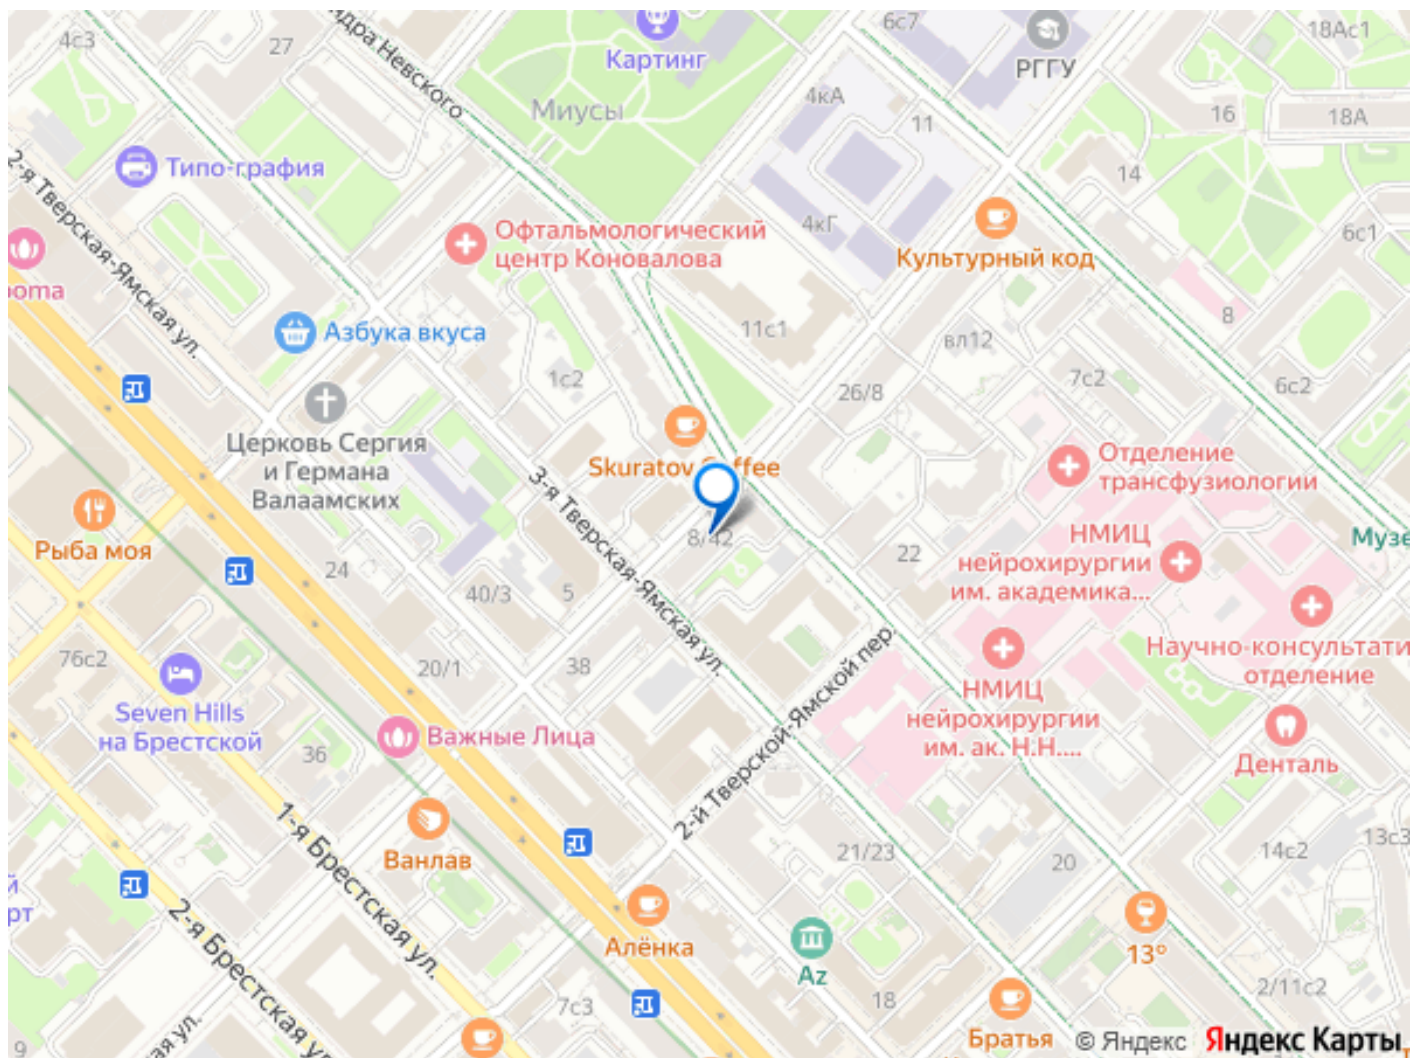 4с3
27
ндра Невского
Картинг
6с7
РГГУ
18Ас1
Миусы
4кА
11
16
18А
2-я Тверская-Ямская ул.
Типо-графия
14
Офтальмологический
центр Коновалова
4кГ
Культурный код
6с1
ooma
Азбука вкуса
11с1
вл12
8
1с2
26/8
7с2
6с2
Церковь Сергия
и Германа
Валаамских
Skuratov Coffee
Отделение
трансфузиологии
3-я Тверская-Ямская ул.
Рыба моя
8/42
22
НМИЦ
нейрохирургии
им. академика...
Музе
24
40/3
5
76с2
20/1
38
Научно-консультати
отделение
Seven Hills
на Брестской
36
Важные Лица
2-й Тверской-Ямской пер.
НМИЦ
нейрохирургии
им. ак. Н.Н....
Денталь
1-я Брестская ул.
Ванлав
21/23
20
14с2
13с3
й
рт
2-я Брестская ул.
Алёнка
Az
13°
7с3
18
2/11с2
9
ая ул.
Братья
© Яндекс
Яндекс Карты